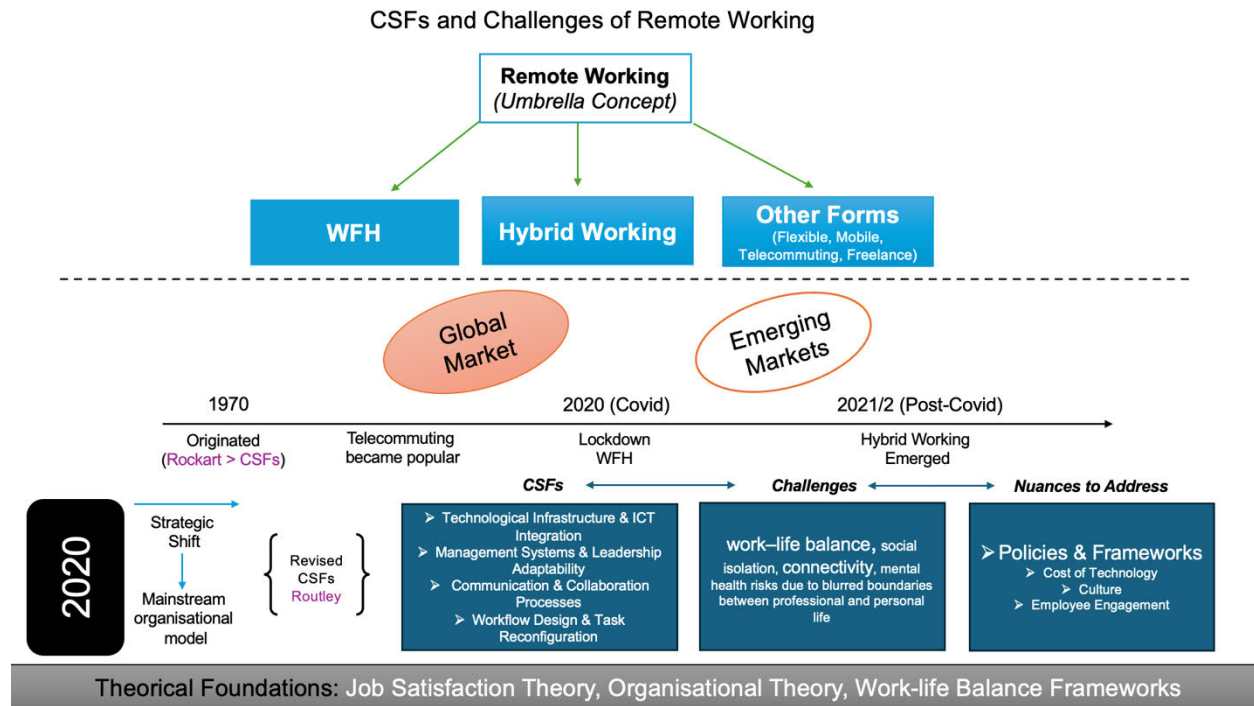 CSFs and Challenges of Remote Working
Remote Working
(Umbrella Concept)
WFH
Hybrid Working
Other Forms
(Flexible, Mobile,
Telecommuting, Freelance)
Global
Market
Emerging
Markets
1970
2020 (Covid)
2021/2 (Post-Covid)
Originated
(Rockart > CSFs)
Telecommuting
became popular
Lockdown
WFH
Hybrid Working
Emerged
CSFs
Challenges
Nuances to Address
2020
Strategic
Shift
Mainstream
organisational
model
Revised
CSFs
Routley
➢ Technological Infrastructure & ICT
Integration
➢ Management Systems & Leadership
Adaptability
➢ Communication & Collaboration
Processes
➢ Workflow Design & Task
Reconfiguration
work–life balance, social
isolation, connectivity, mental
health risks due to blurred boundaries
between professional and personal
life
➢ Policies & Frameworks
➢ Cost of Technology
➢ Culture
➢ Employee Engagement
Theorical Foundations: Job Satisfaction Theory, Organisational Theory, Work-life Balance Frameworks